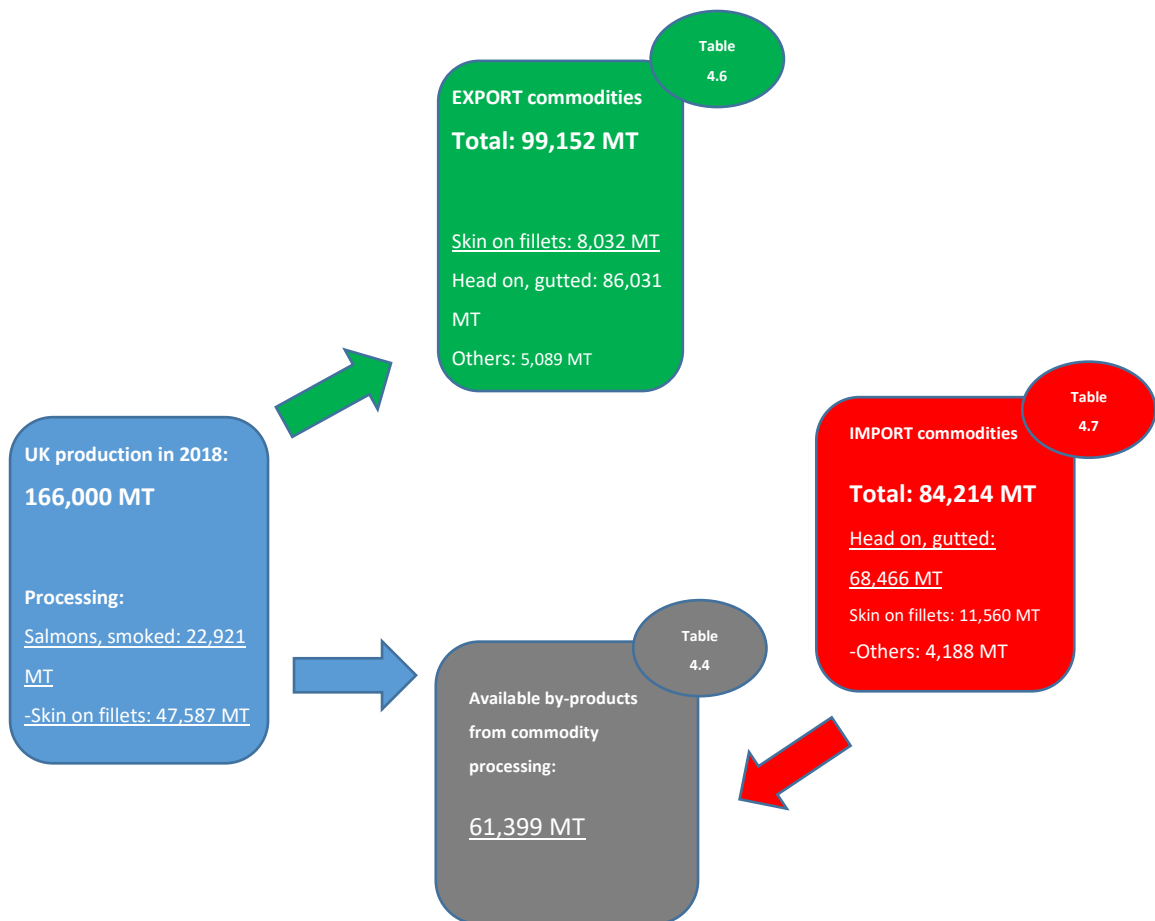 Table
4.6
EXPORT commodities
Total: 99,152 MT
Skin on fillets: 8,032 MT
Head on, gutted: 86,031
MT
Others: 5,089 MT
UK production in 2018:
166,000 MT
Processing:
Salmons, smoked: 22,921
MT
-Skin on fillets: 47,587 MT
Table
4.7
IMPORT commodities
Total: 84,214 MT
Head on, gutted:
68,466 MT
Skin on fillets: 11,560 MT
-Others: 4,188 MT
Table
4.4
Available by-products
from commodity
processing:
61,399 MT